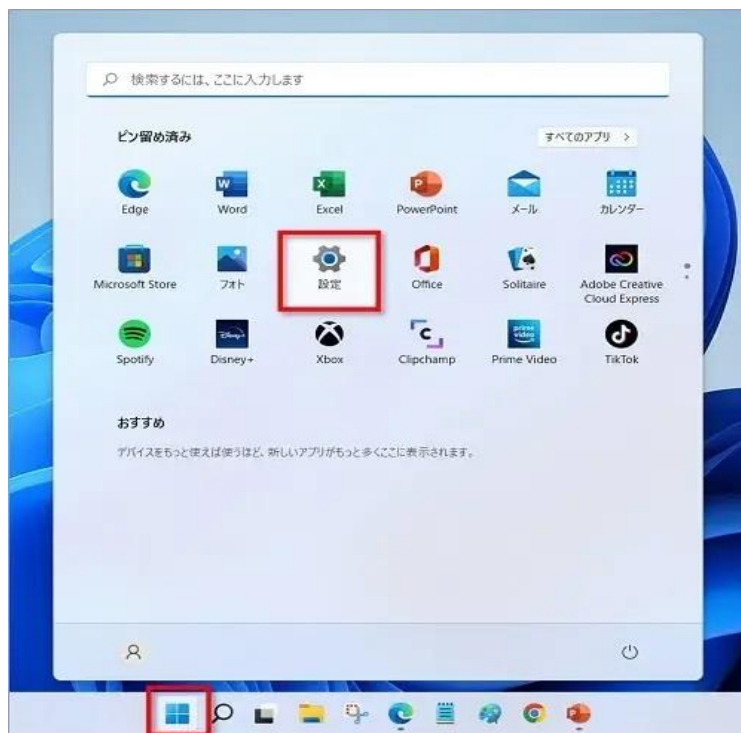 検索するには、ここに入力します
ピン留め済み
すべてのアプリ >
Edge
Word
Excel
PowerPoint
メール
カレンダー
Microsoft Store
フォト
設定
Office
Solitaire
Adobe Creative
Cloud Express
Spotify
Disney+
Xbox
Clipchamp
Prime Video
TikTok
おすすめ
デバイスをもっと使えば使うほど、新しいアプリがもっと多くここに表示されます。